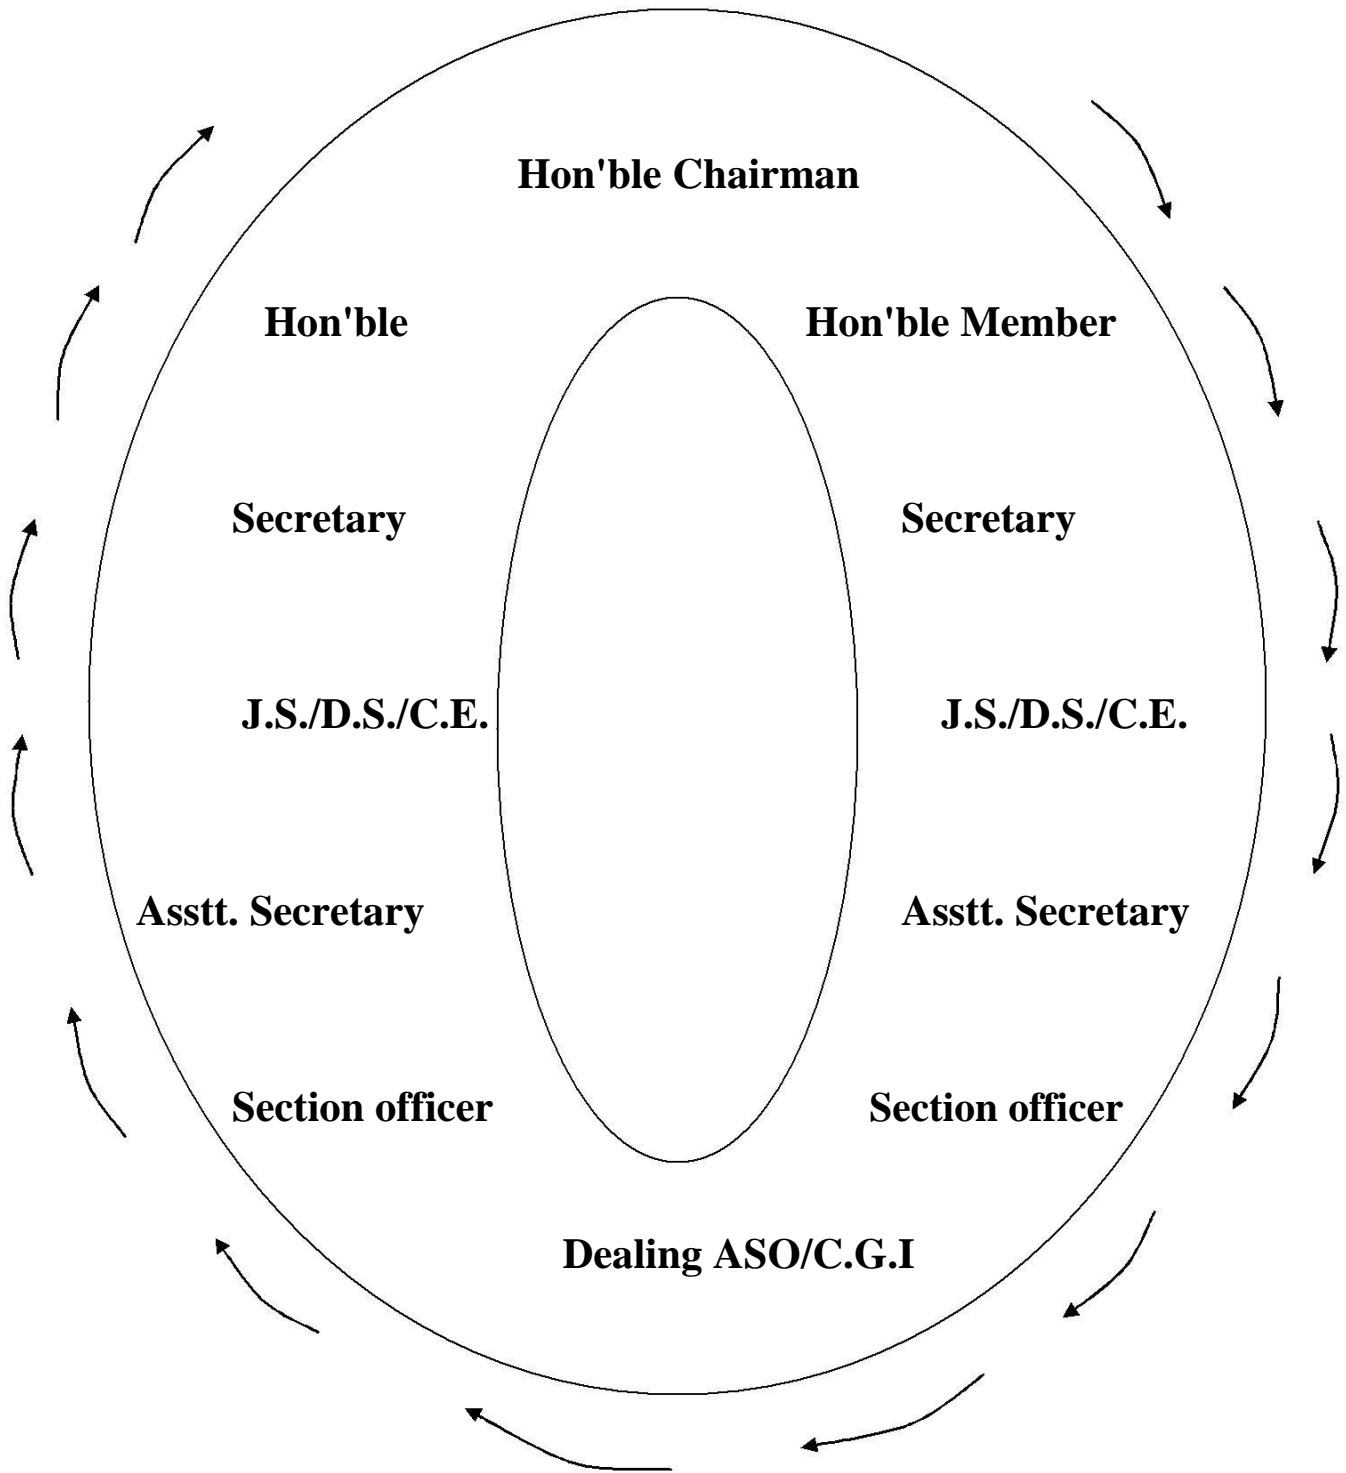 Hon'ble Chairman
Hon'ble Hon'ble Member
Secretary Secretary
J.S./D.S./C.E. J.S./D.S./C.E.
Asstt. Secretary Asstt. Secretary
Section officer Section officer
Dealing ASO/C.G.I